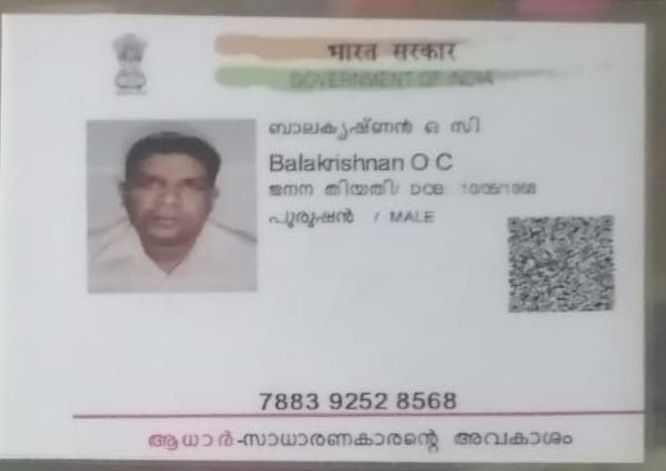 भारत सरकार
GOVERNMENT OF INDIA
ബാലകൃഷ്ണൻ ഒ സി
Balakrishnan O C
ജനന തിയതി/ DOB: 10/05/1968
പുരുഷൻ / MALE
7883 9252 8568
ആധാർ-സാധാരണകാരന്റെ അവകാശം